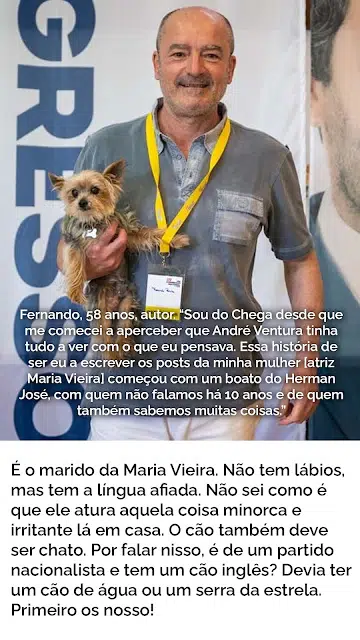 GRESSO
Fernando, 58 anos, autor. “Sou do Chega desde que
me comecei a aperceber que André Ventura tinha
tudo a ver com o que eu pensava. Essa história de
ser eu a escrever os posts da minha mulher [atriz
Maria Vieira] começou com um boato do Herman
José, com quem não falamos há 10 anos e de quem
também sabemos muitas coisas.”
É o marido da Maria Vieira. Não tem lábios,
mas tem a língua afiada. Não sei como é
que ele atura aquela coisa minorca e
irritante lá em casa. O cão também deve
ser chato. Por falar nisso, é de um partido
nacionalista e tem um cão inglês? Devia ter
um cão de água ou um serra da estrela.
Primeiro os nosso!